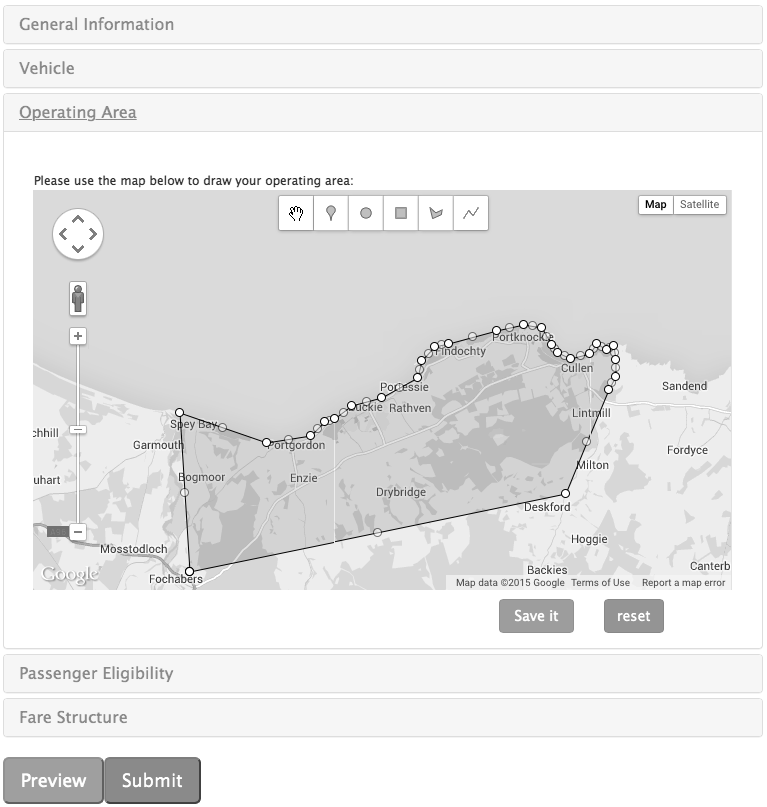 General Information
Vehicle
Operating Area
Please use the map below to draw your operating area:
Map Satellite
Portknockie
Findochty
Cullen
Portessie
Sandend
Buckie Rathven
Lintmill
Spey Bay
chhill
Garmouth
Portgordon
Fordyce
Milton
uhart
Bogmoor
Enzie
Drybridge
Deskford
Hoggie
Mosstodloch
Canterb
Backies
Google
Fochabers
Map data ©2015 Google Terms of Use Report a map error
Save it reset
Passenger Eligibility
Fare Structure
Preview Submit